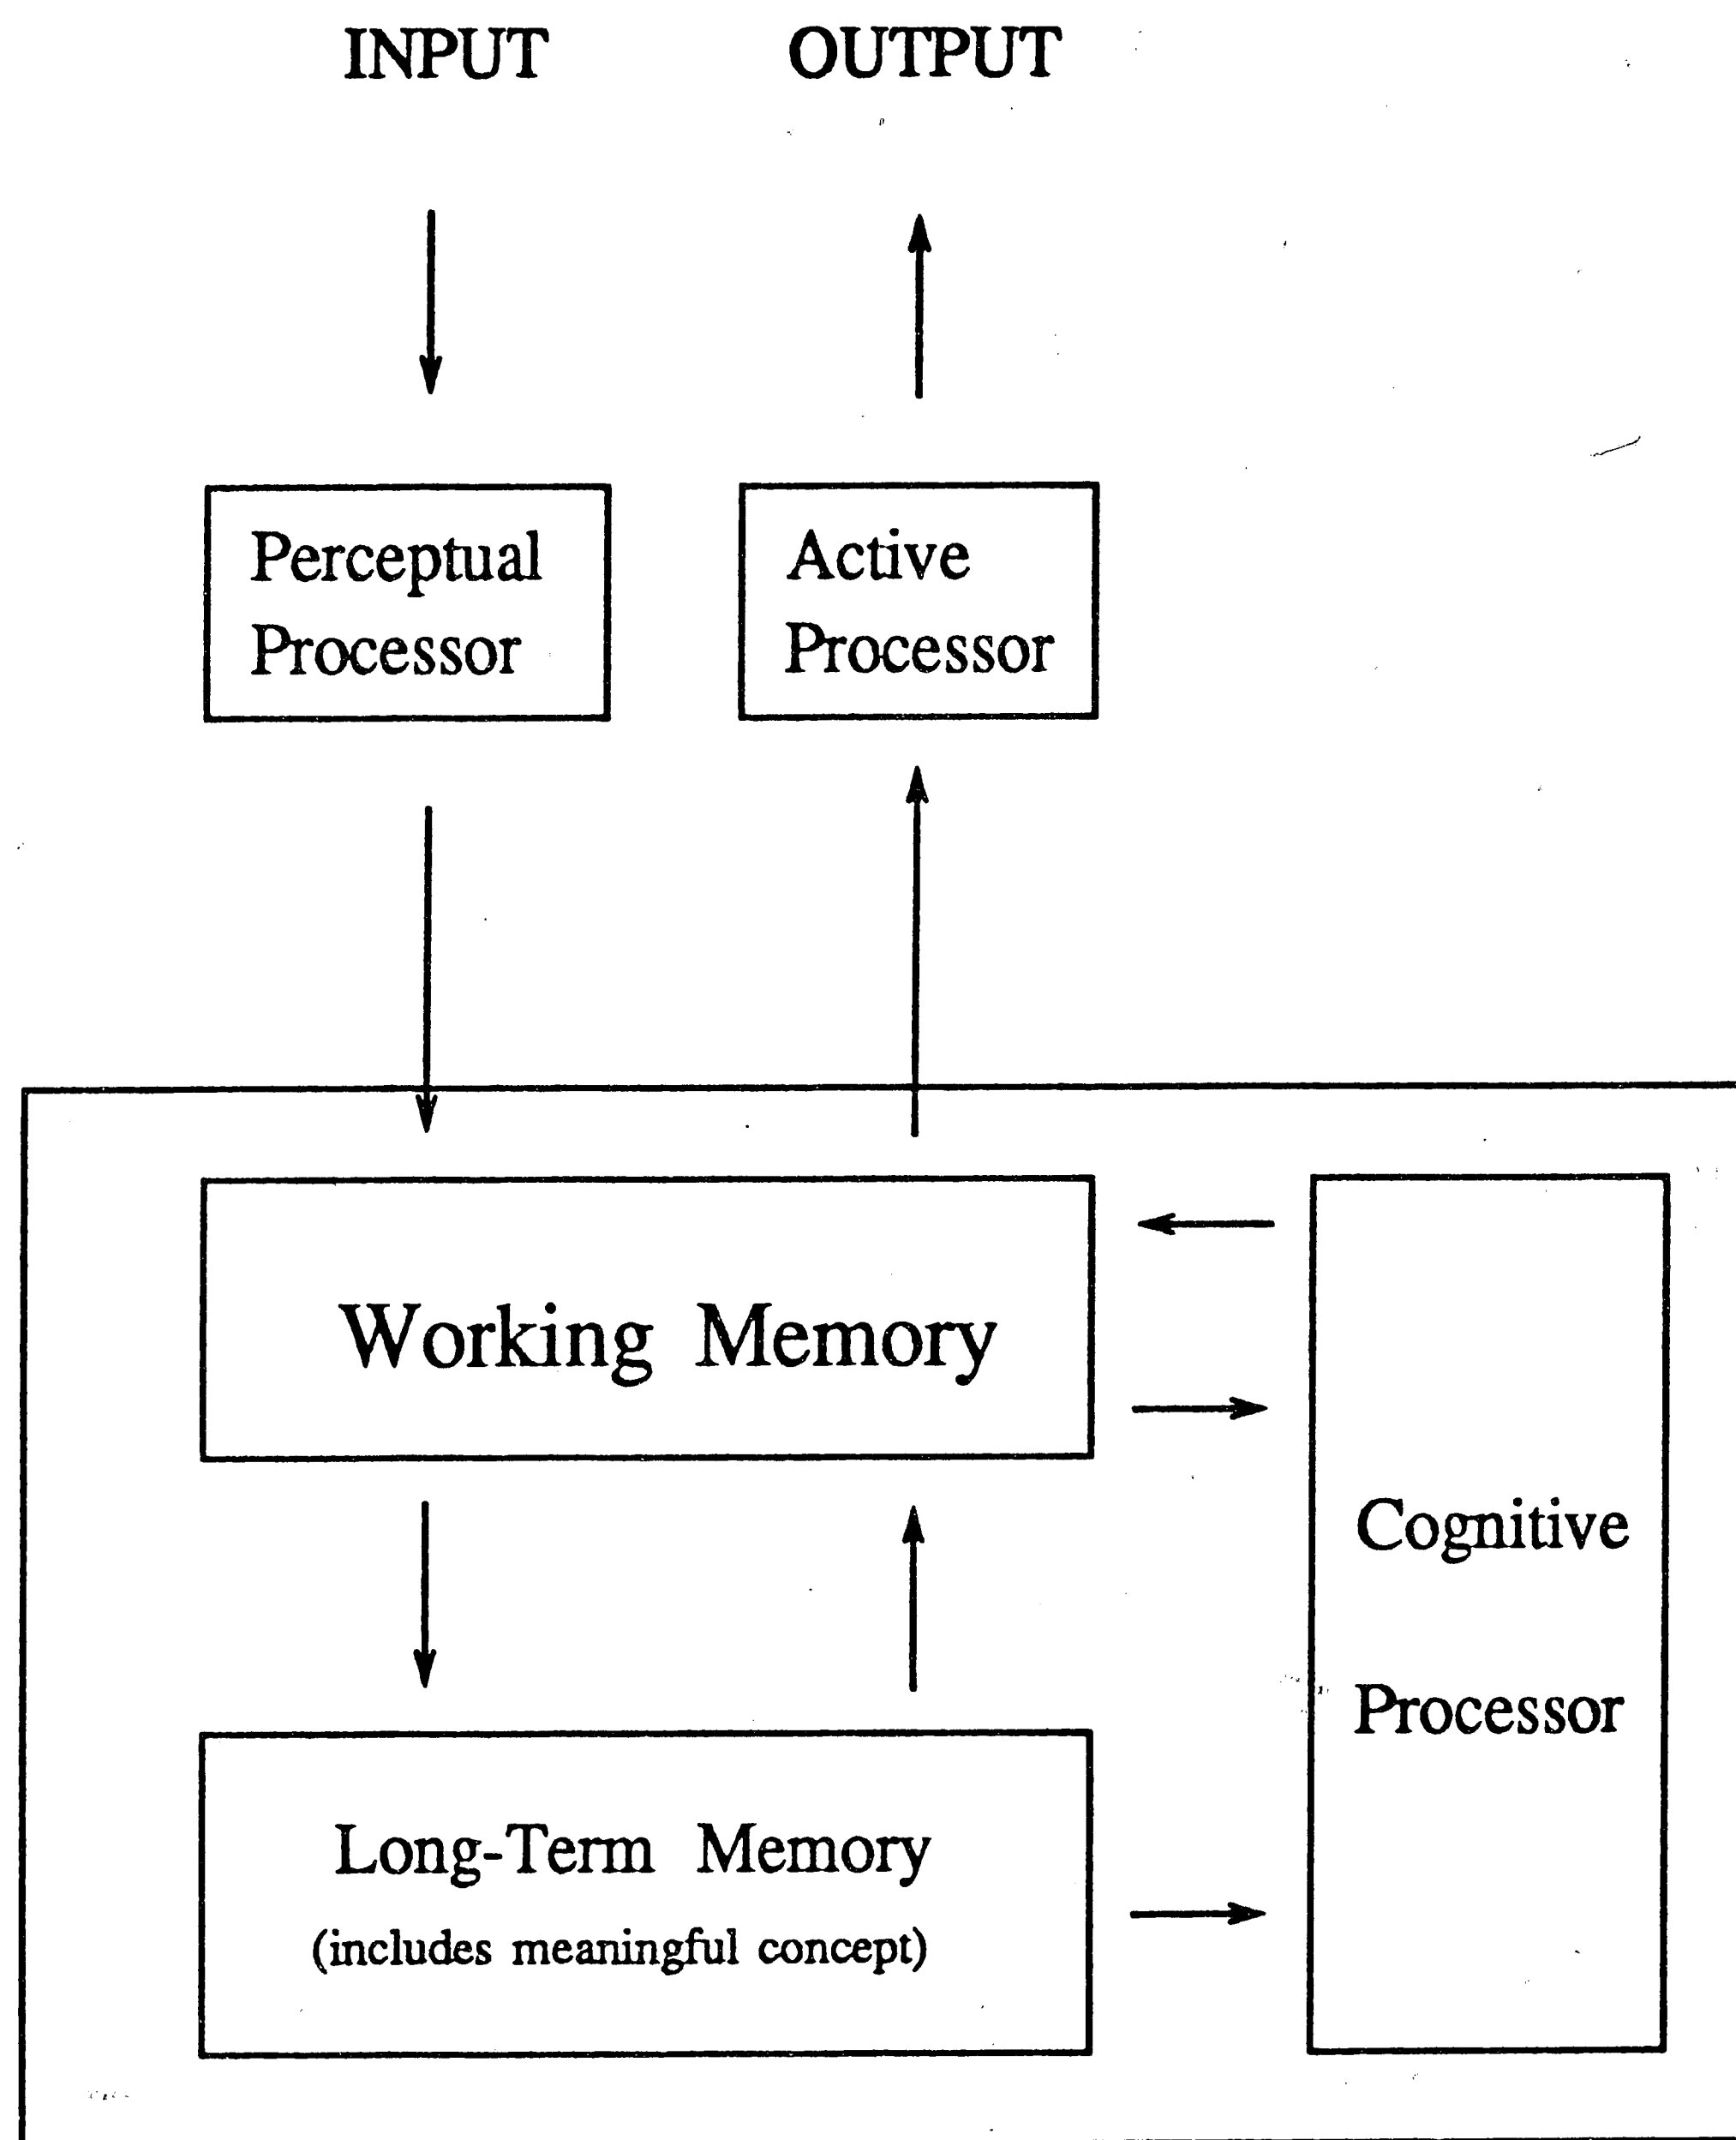 INPUT
OUTPUT
Perceptual
Processor
Active
Processor
Working Memory
Cognitive
Processor
Long-Term Memory
(includes meaningful concept)